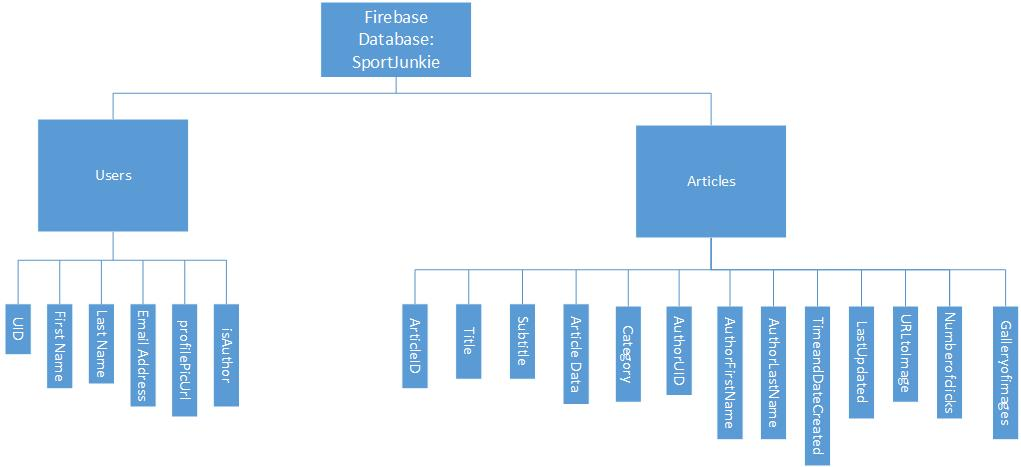 Firebase
Database:
SportJunkie
Users
Articles
UID
First Name
Last Name
Email Address
profilePicUrl
isAuthor
ArticleID
Title
Subtitle
Article Data
Category
AuthorUID
AuthorFirstName
AuthorLastName
TimeandDateCreated
LastUpdated
URLtoImage
Numberofclicks
Galleryofimages